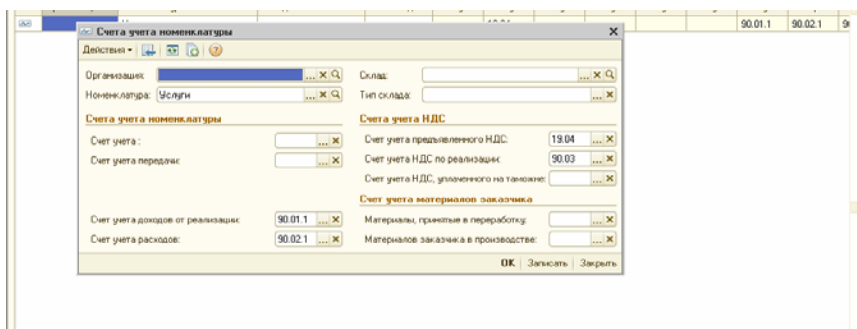 90.01.1 90.02.1
Счета учета номенклатуры
Действия
Организация: Склад:
Номенклатура: Услуги Тип склада:
Счета учета номенклатуры Счета учета НДС
Счет учета : Счет учета предъявленного НДС: 19.04
Счет учета передачи: Счет учета НДС по реализации: 90.03
Счет учета НДС, уплаченного на таможне:
Счет учета материалов заказчика
Счет учета доходов от реализации: 90.01.1 Материалы, принятые в переработку:
Счет учета расходов: 90.02.1 Материалов заказчика в производстве:
OK Записать Закрыть